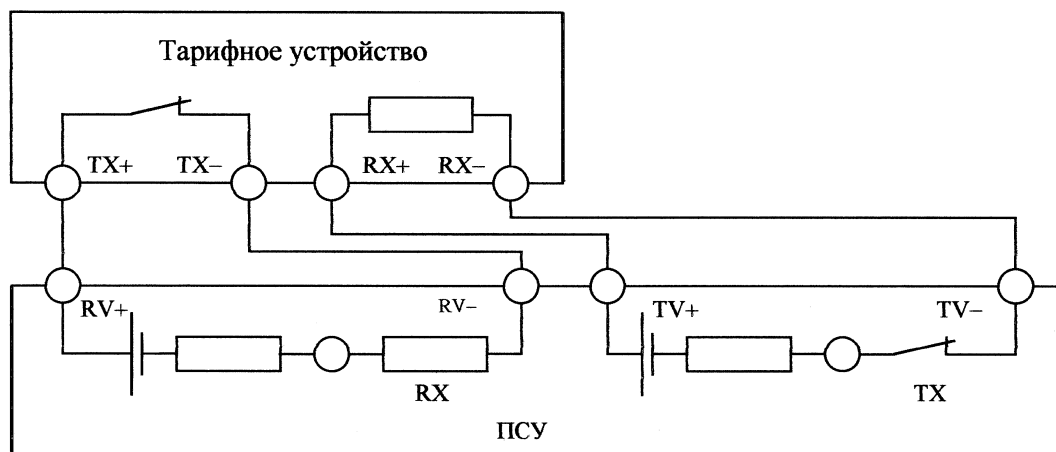 Тарифное устройство
TX+ TX− RX+ RX−
RV+ RV− TV+ TV−
RX TX
ПСУ